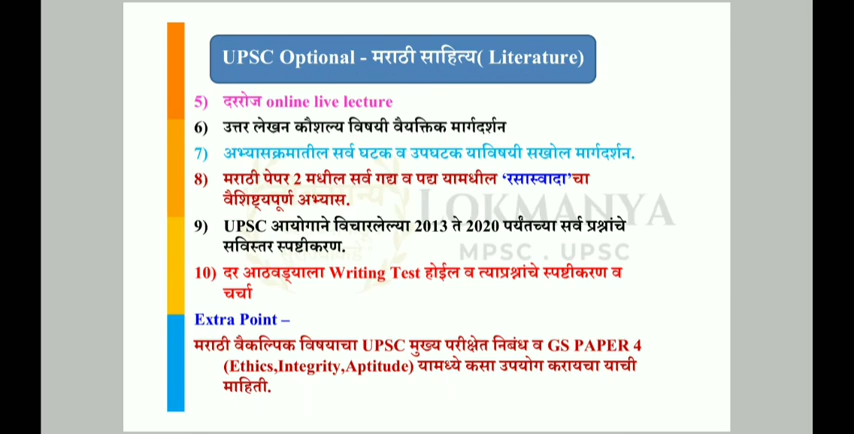 UPSC Optional - मराठी साहित्य( Literature)
5) दररोज online live lecture
6) उत्तर लेखन कौशल्य विषयी वैयक्तिक मार्गदर्शन
7) अभ्यासक्रमातील सर्व घटक व उपघटक याविषयी सखोल मार्गदर्शन.
8) मराठी पेपर 2 मधील सर्व गद्य व पद्य यामधील ‘रसास्वादा’चा
वैशिष्ट्यपूर्ण अभ्यास.
LOKMANYA
9) UPSC आयोगाने विचारलेल्या 2013 ते 2020 पर्यंतच्या सर्व प्रश्नांचे
सविस्तर स्पष्टीकरण.
MPSC . UPSC
10) दर आठवड्याला Writing Test होईल व त्याप्रश्नांचे स्पष्टीकरण व
चर्चा
Extra Point –
मराठी वैकल्पिक विषयाचा UPSC मुख्य परीक्षेत निबंध व GS PAPER 4
(Ethics,Integrity,Aptitude) यामध्ये कसा उपयोग करायचा याची
माहिती.